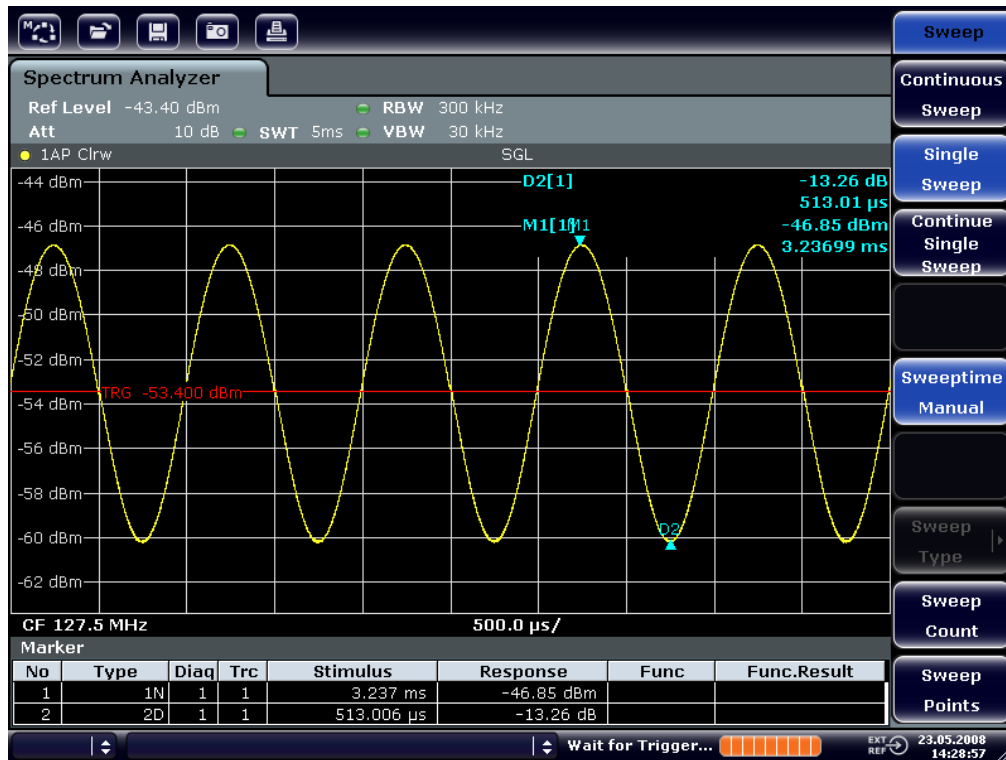 Sweep
Spectrum Analyzer
Ref Level -43.40 dBm RBW 300 kHz
Att 10 dB SWT 5ms VBW 30 kHz
1AP Clrw SGL
-44 dBm
D2[1] -13.26 dB
513.01 µs
-46 dBm
M1[1] M1 -46.85 dBm
3.23699 ms
-48 dBm
-50 dBm
-52 dBm
TRG -53.400 dBm
-54 dBm
-56 dBm
-58 dBm
D2
-60 dBm
-62 dBm
CF 127.5 MHz 500.0 µs/
Marker
No Type Diag Trc Stimulus Response Func Func.Result
1 1N 1 1 3.237 ms -46.85 dBm
2 2D 1 1 513.006 µs -13.26 dB
Wait for Trigger...
EXT
REF
23.05.2008
14:28:57
Continuous
Sweep
Single
Sweep
Continue
Single
Sweep
Sweeptime
Manual
Sweep
Type
Sweep
Count
Sweep
Points